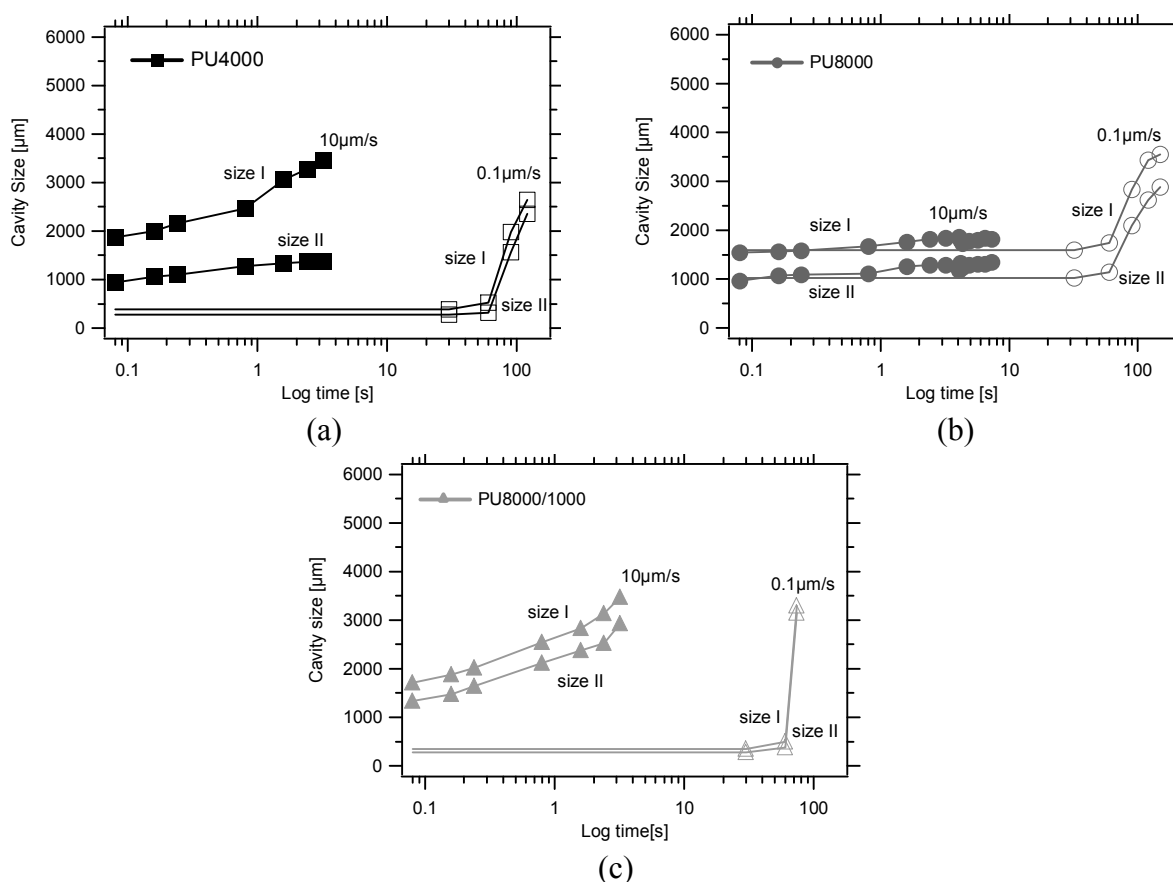 PU4000
6000
5000
4000
3000
2000
1000
0
Cavity Size [µm]
10µm/s
size I
size II
0.1µm/s
size I
size II
0.1
1
10
100
Log time [s]
(a)
PU8000
6000
5000
4000
3000
2000
1000
0
Cavity Size [µm]
0.1µm/s
size I
10µm/s
size I
size II
size II
0.1
1
10
100
Log time [s]
(b)
PU8000/1000
6000
5000
4000
3000
2000
1000
0
Cavity size [µm]
10µm/s
0.1µm/s
size I
size II
size I
size II
0.1
1
10
100
Log time[s]
(c)